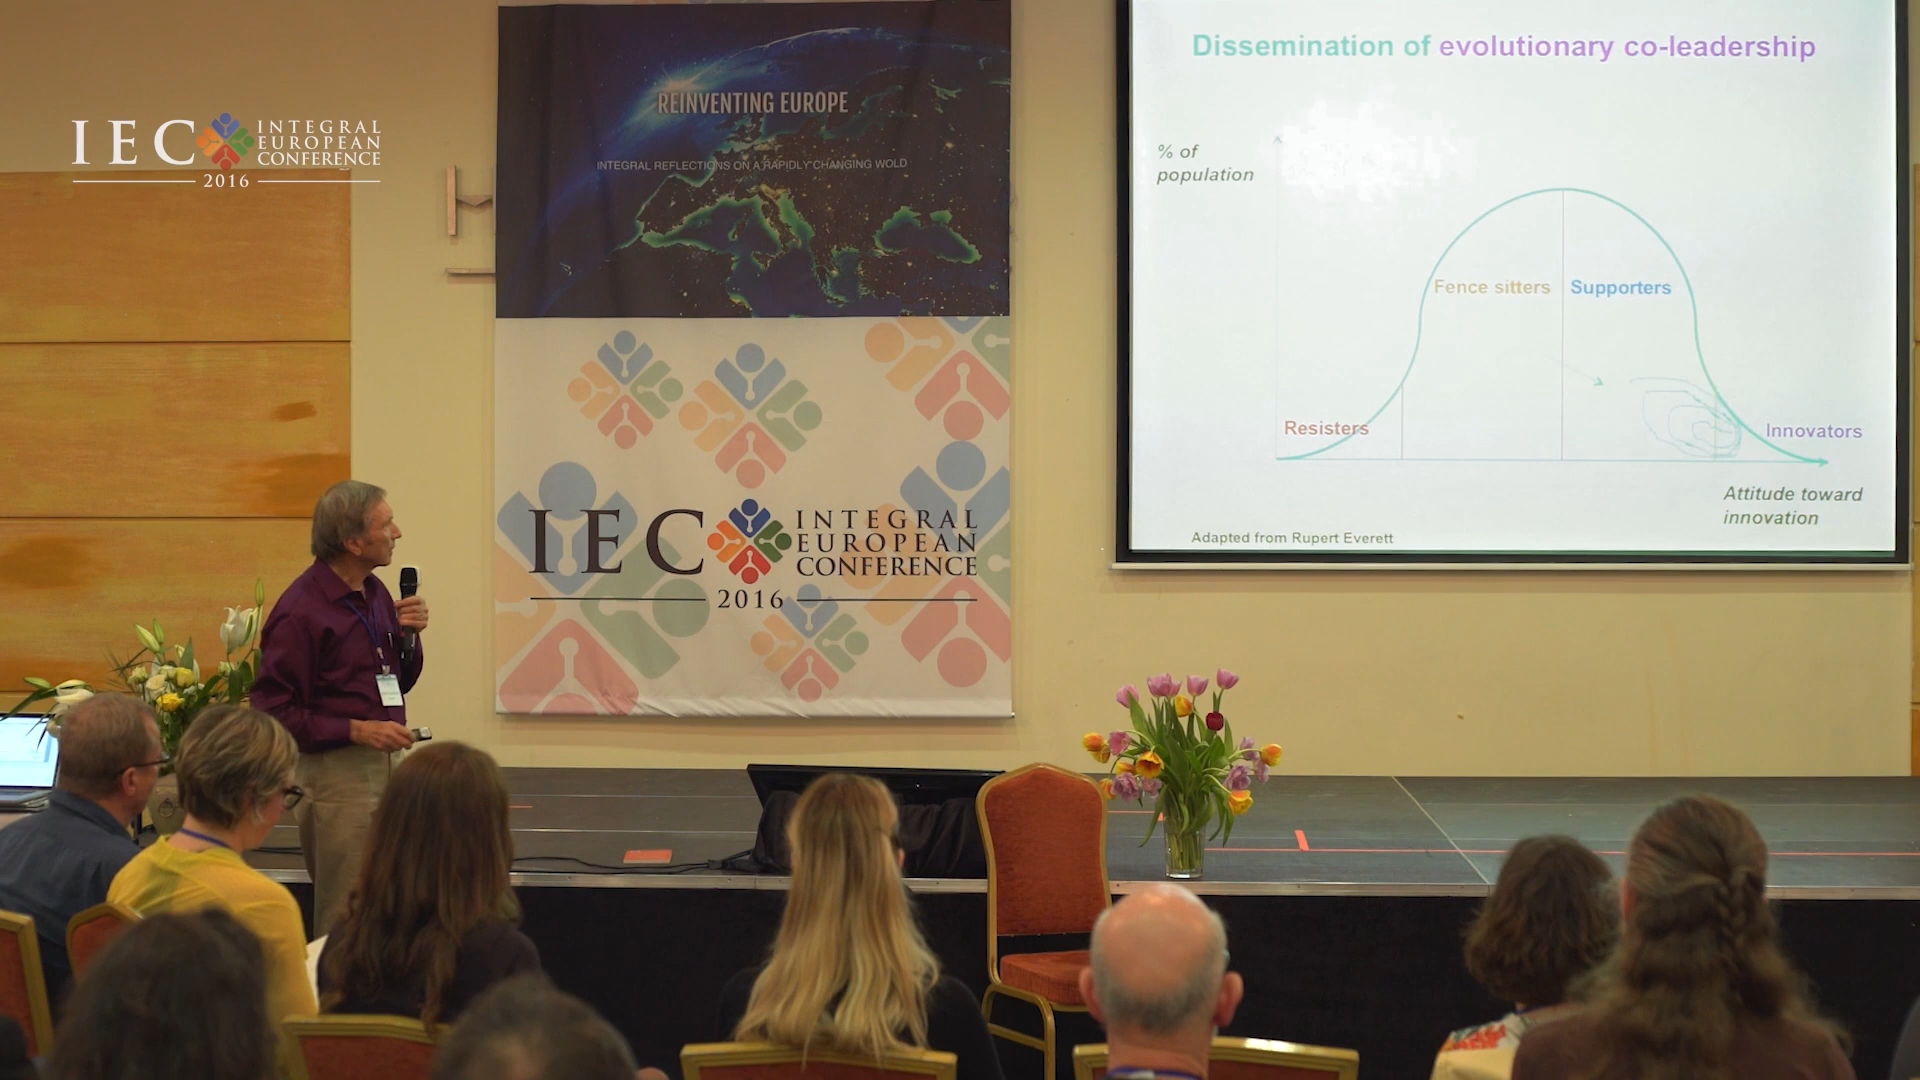 IEC INTEGRAL
EUROPEAN
CONFERENCE
2016
REINVENTING EUROPE
INTEGRAL REFLECTIONS ON A RAPIDLY CHANGING WOLD
IEC INTEGRAL
EUROPEAN
CONFERENCE
2016
Dissemination of evolutionary co-leadership
% of
population
Fence sitters
Supporters
Resisters
Innovators
Attitude toward
innovation
Adapted from Rupert Everett